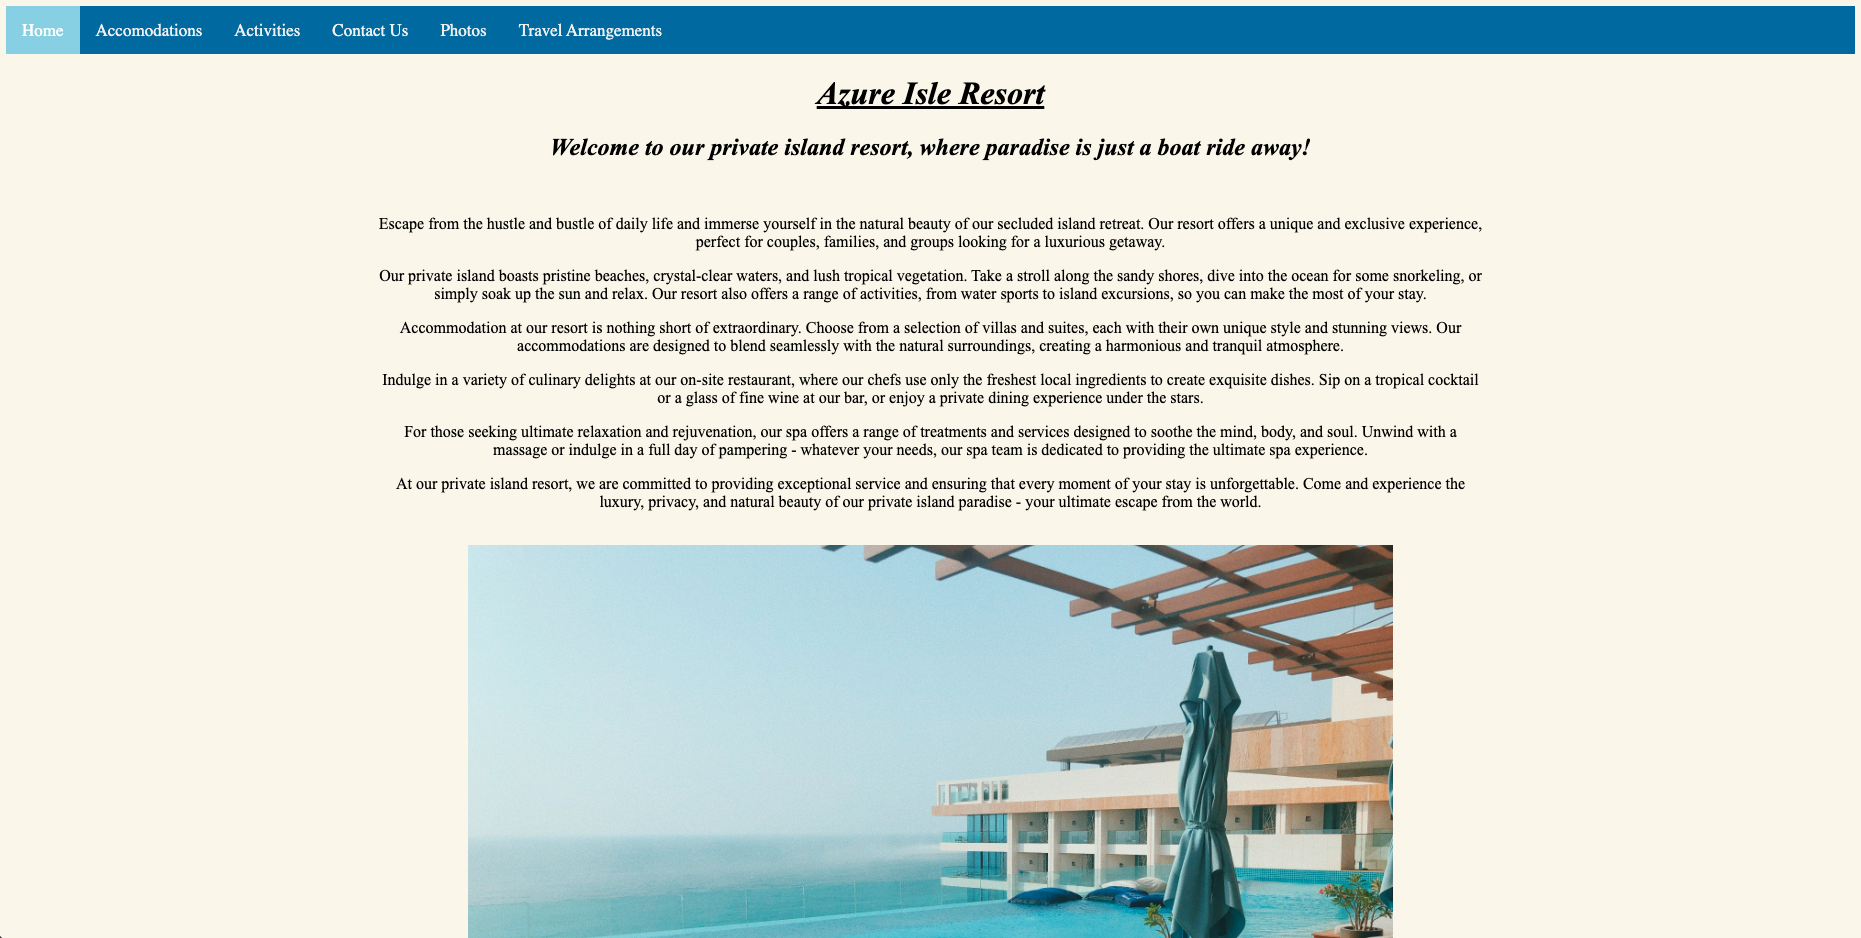 Home Accomodations Activities Contact Us Photos Travel Arrangements
Azure Isle Resort
Welcome to our private island resort, where paradise is just a boat ride away!
Escape from the hustle and bustle of daily life and immerse yourself in the natural beauty of our secluded island retreat. Our resort offers a unique and exclusive experience,
perfect for couples, families, and groups looking for a luxurious getaway.
Our private island boasts pristine beaches, crystal-clear waters, and lush tropical vegetation. Take a stroll along the sandy shores, dive into the ocean for some snorkeling, or
simply soak up the sun and relax. Our resort also offers a range of activities, from water sports to island excursions, so you can make the most of your stay.
Accommodation at our resort is nothing short of extraordinary. Choose from a selection of villas and suites, each with their own unique style and stunning views. Our
accommodations are designed to blend seamlessly with the natural surroundings, creating a harmonious and tranquil atmosphere.
Indulge in a variety of culinary delights at our on-site restaurant, where our chefs use only the freshest local ingredients to create exquisite dishes. Sip on a tropical cocktail
or a glass of fine wine at our bar, or enjoy a private dining experience under the stars.
For those seeking ultimate relaxation and rejuvenation, our spa offers a range of treatments and services designed to soothe the mind, body, and soul. Unwind with a
massage or indulge in a full day of pampering - whatever your needs, our spa team is dedicated to providing the ultimate spa experience.
At our private island resort, we are committed to providing exceptional service and ensuring that every moment of your stay is unforgettable. Come and experience the
luxury, privacy, and natural beauty of our private island paradise - your ultimate escape from the world.